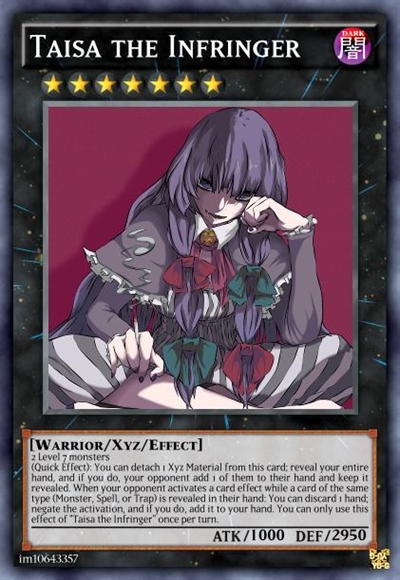 Taisa the Infringer
DARK
闇
[Warrior/Xyz/Effect]
2 Level 7 monsters
(Quick Effect): You can detach 1 Xyz Material from this card; reveal your entire
hand, and if you do, your opponent add 1 of them to their hand and keep it
revealed. When your opponent activates a card effect while a card of the same
type (Monster, Spell, or Trap) is revealed in their hand: You can discard 1 hand;
negate the activation, and if you do, add it to your hand. You can only use this
effect of "Taisa the Infringer" once per turn.
ATK/1000 DEF/2950
im10643357